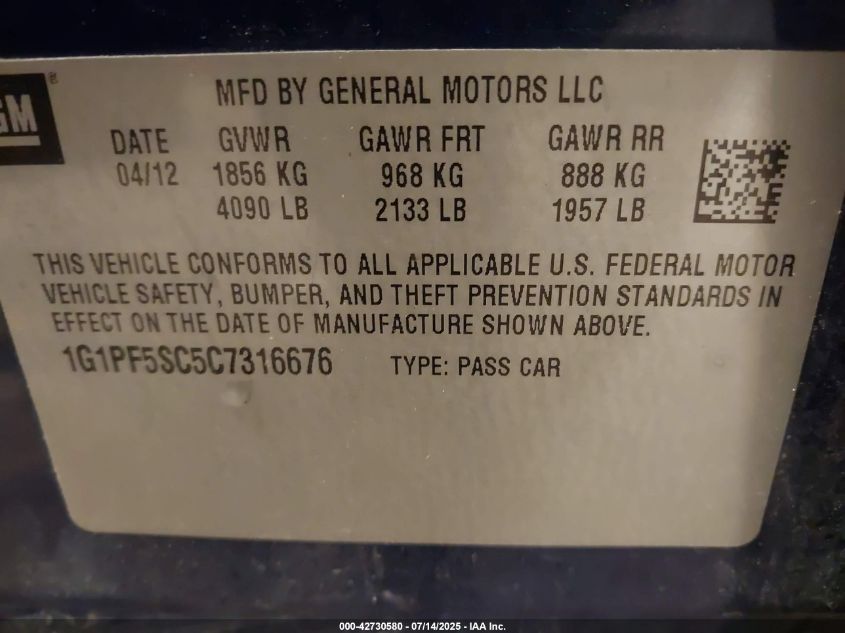 GM®
MFD BY GENERAL MOTORS LLC
DATE GVWR GAWR FRT GAWR RR
04/12 1856 KG 968 KG 888 KG
4090 LB 2133 LB 1957 LB
THIS VEHICLE CONFORMS TO ALL APPLICABLE U.S. FEDERAL MOTOR
VEHICLE SAFETY, BUMPER, AND THEFT PREVENTION STANDARDS IN
EFFECT ON THE DATE OF MANUFACTURE SHOWN ABOVE.
1G1PF5SC5C7316676 TYPE: PASS CAR
000-42730580 - 07/14/2025 - IAA Inc.